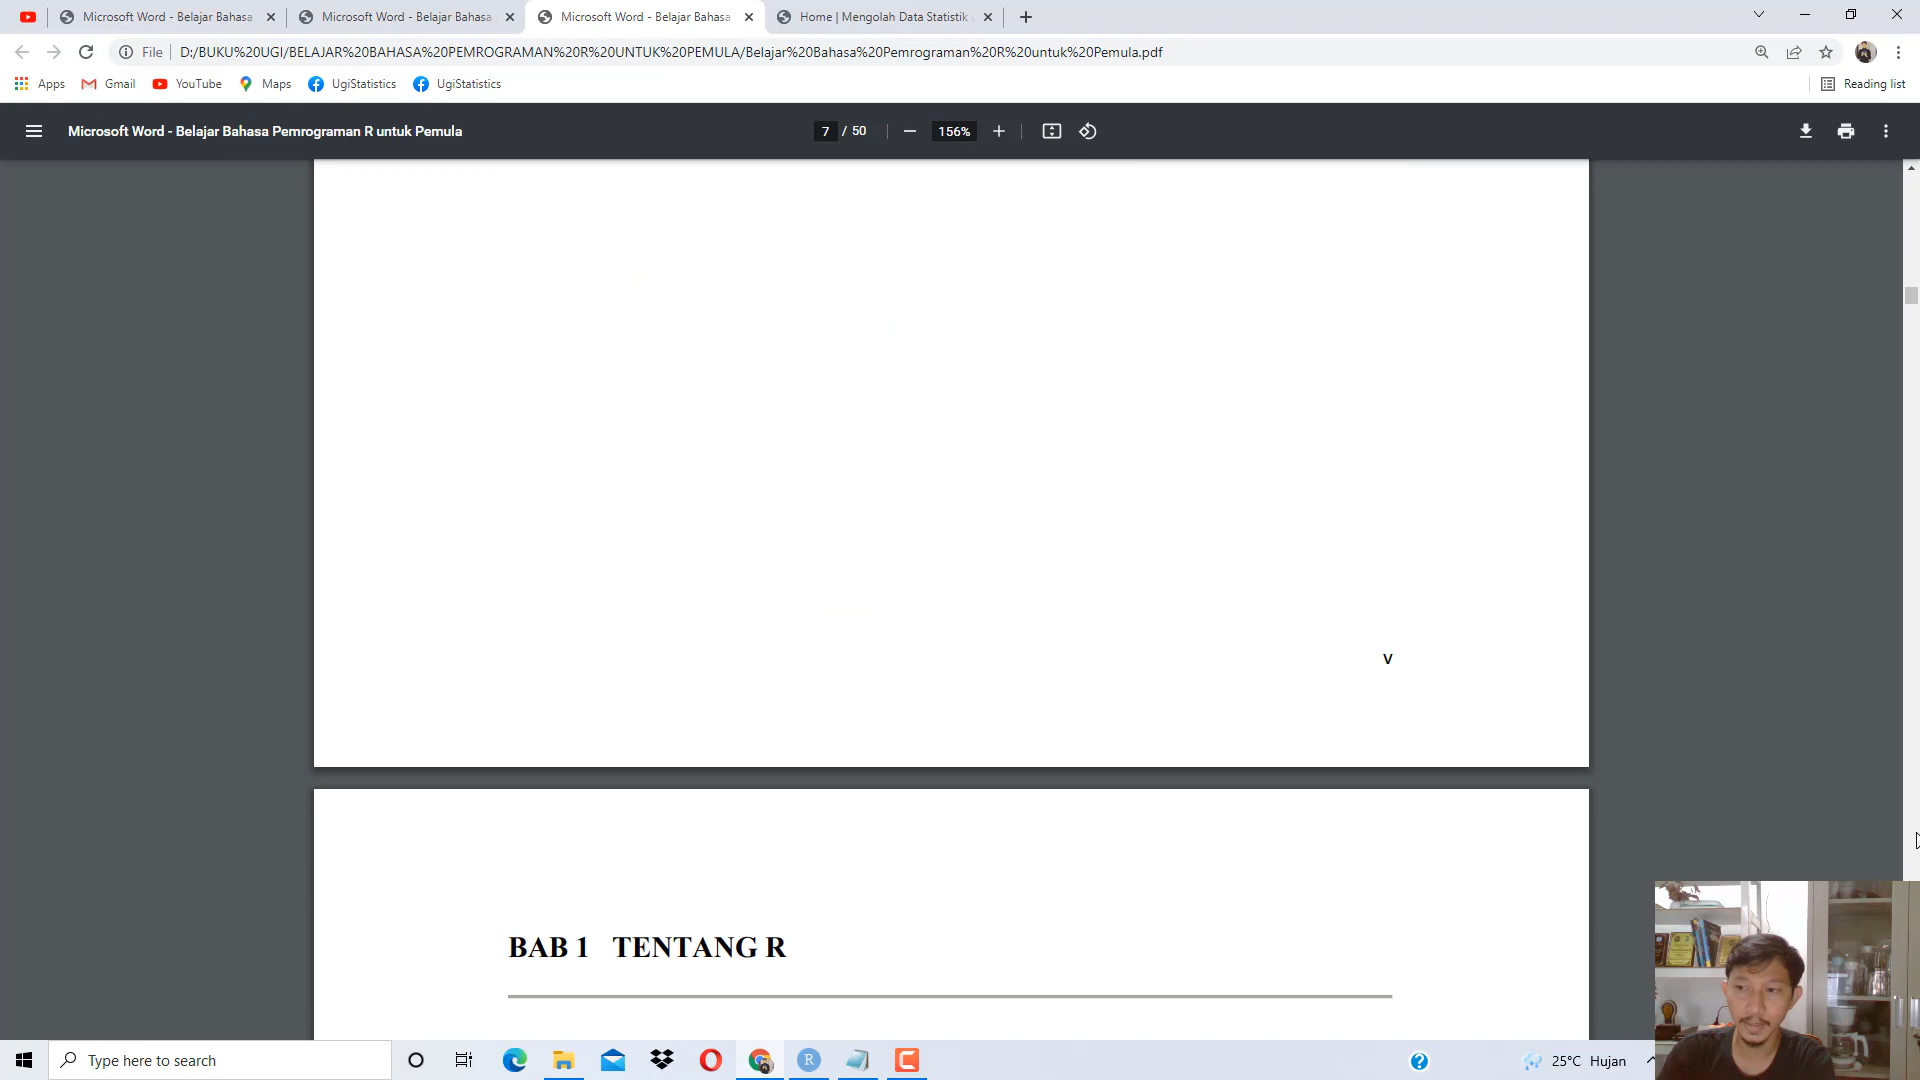 Microsoft Word - Belajar Bahasa
Microsoft Word - Belajar Bahasa
Microsoft Word - Belajar Bahasa
Home | Mengolah Data Statistik
File
D:/BUKU%20UGI/BELAJAR%20BAHASA%20PEMROGRAMAN%20R%20UNTUK%20PEMULA/Belajar%20Bahasa%20Pemrograman%20R%20untuk%20Pemula.pdf
Apps Gmail YouTube Maps UgiStatistics UgiStatistics Reading list
Microsoft Word - Belajar Bahasa Pemrograman R untuk Pemula
7 / 50
156%
v
BAB 1 TENTANG R
Type here to search
R
25°C Hujan